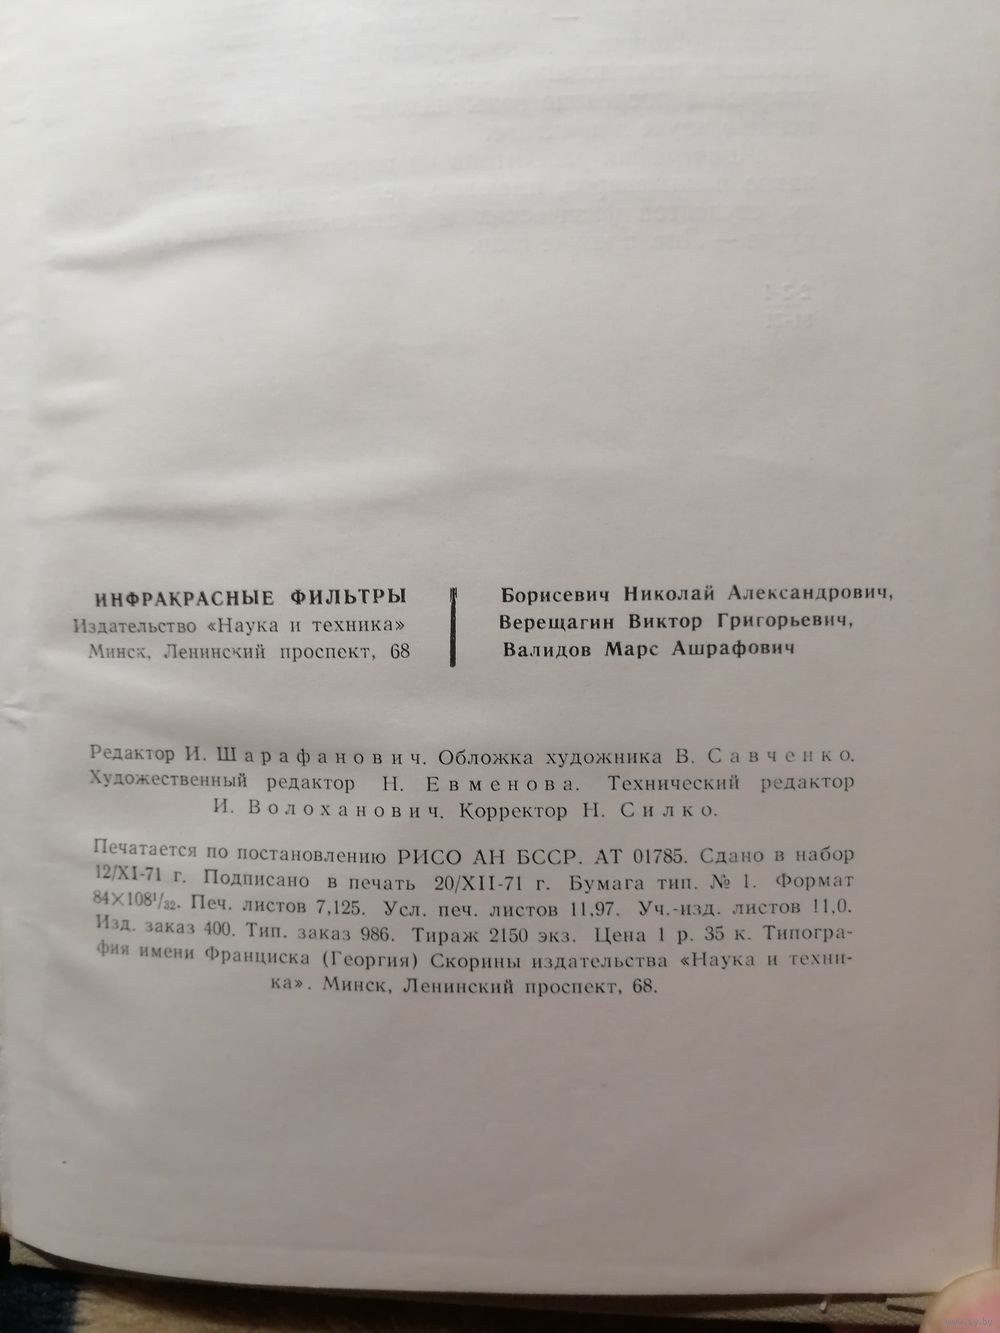 ИНФРАКРАСНЫЕ ФИЛЬТРЫ
Издательство «Наука и техника»
Минск, Ленинский проспект, 68
Борисевич Николай Александрович,
Верещагин Виктор Григорьевич,
Валидов Марс Ашрафович
Редактор И. Шарафанович. Обложка художника В. Савченко.
Художественный редактор Н. Евменова. Технический редактор
И. Волоханович. Корректор Н. Силко.
Печатается по постановлению РИСО АН БССР. АТ 01785. Сдано в набор
12/XI-71 г. Подписано в печать 20/XII-71 г. Бумага тип. № 1. Формат
84×108¹/₃₂. Печ. листов 7,125. Усл. печ. листов 11,97. Уч.-изд. листов 11,0.
Изд. заказ 400. Тип. заказ 986. Тираж 2150 экз. Цена 1 р. 35 к. Типогра-
фия имени Франциска (Георгия) Скорины издательства «Наука и техни-
ка». Минск, Ленинский проспект, 68.